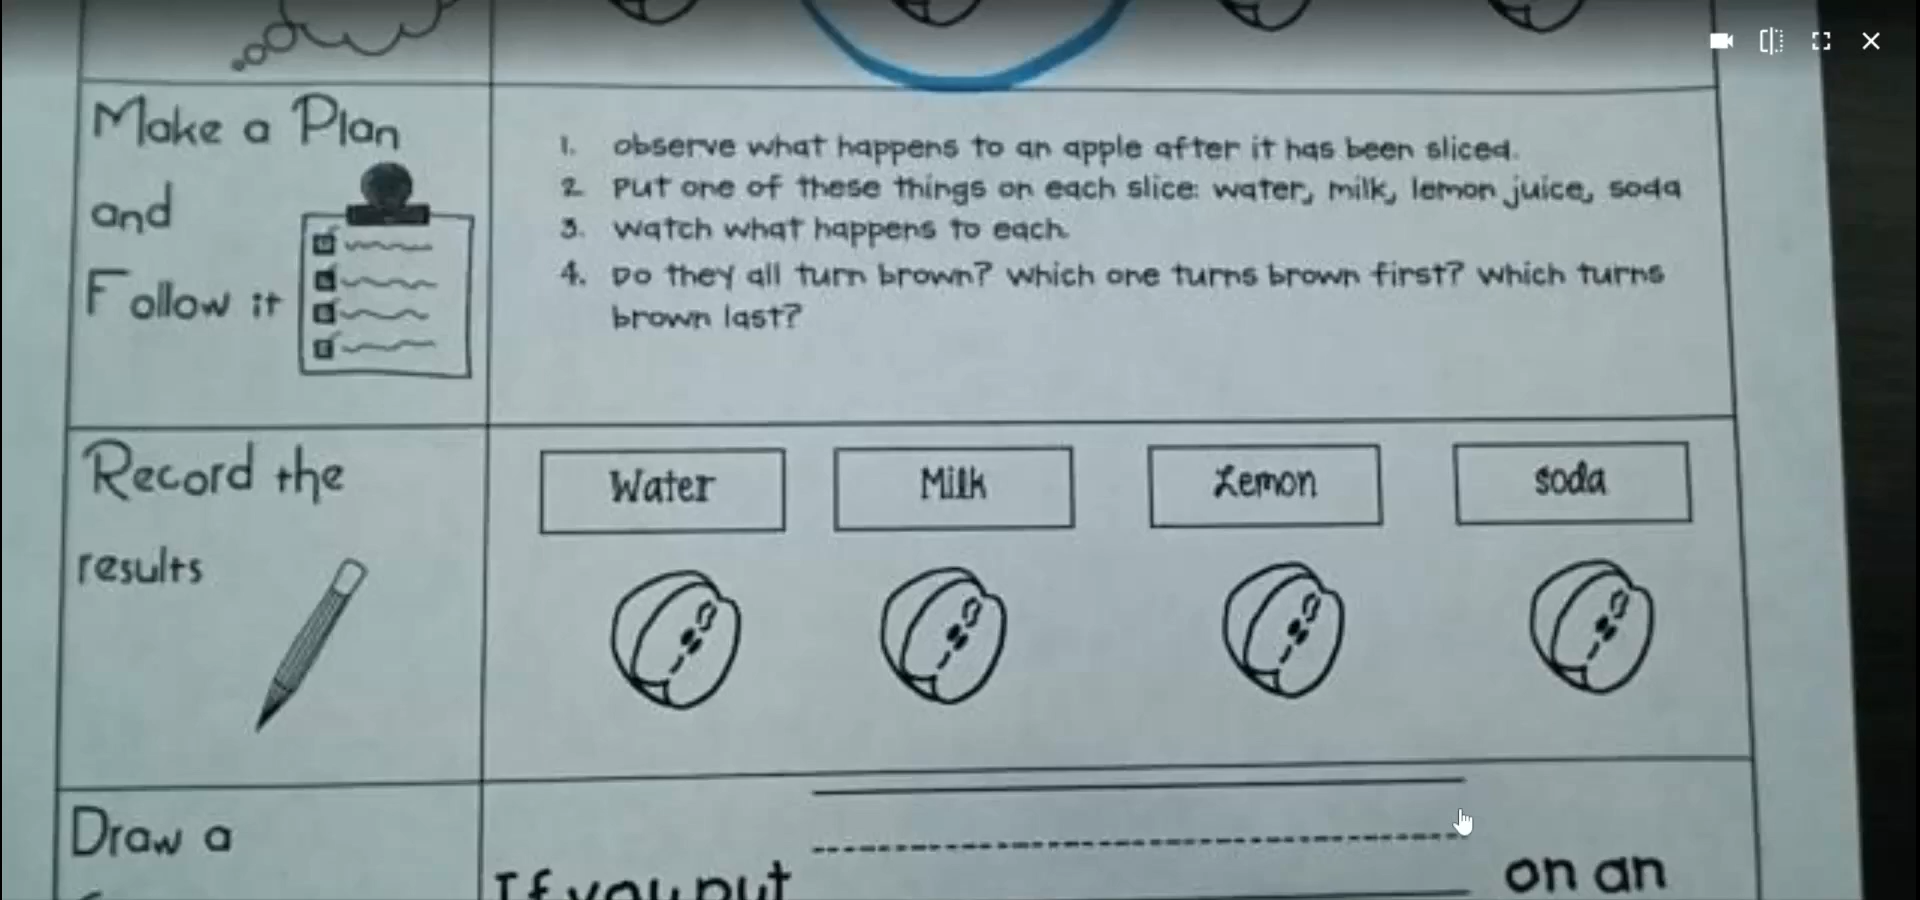 Make a Plan
and
Follow it
1. observe what happens to an apple after it has been sliced.
2. Put one of these things on each slice: water, milk, lemon juice, soda
3. watch what happens to each.
4. Do they all turn brown? which one turns brown first? which turns
brown last?
Record the
results
Water Milk Lemon soda
Draw a
If you put on an